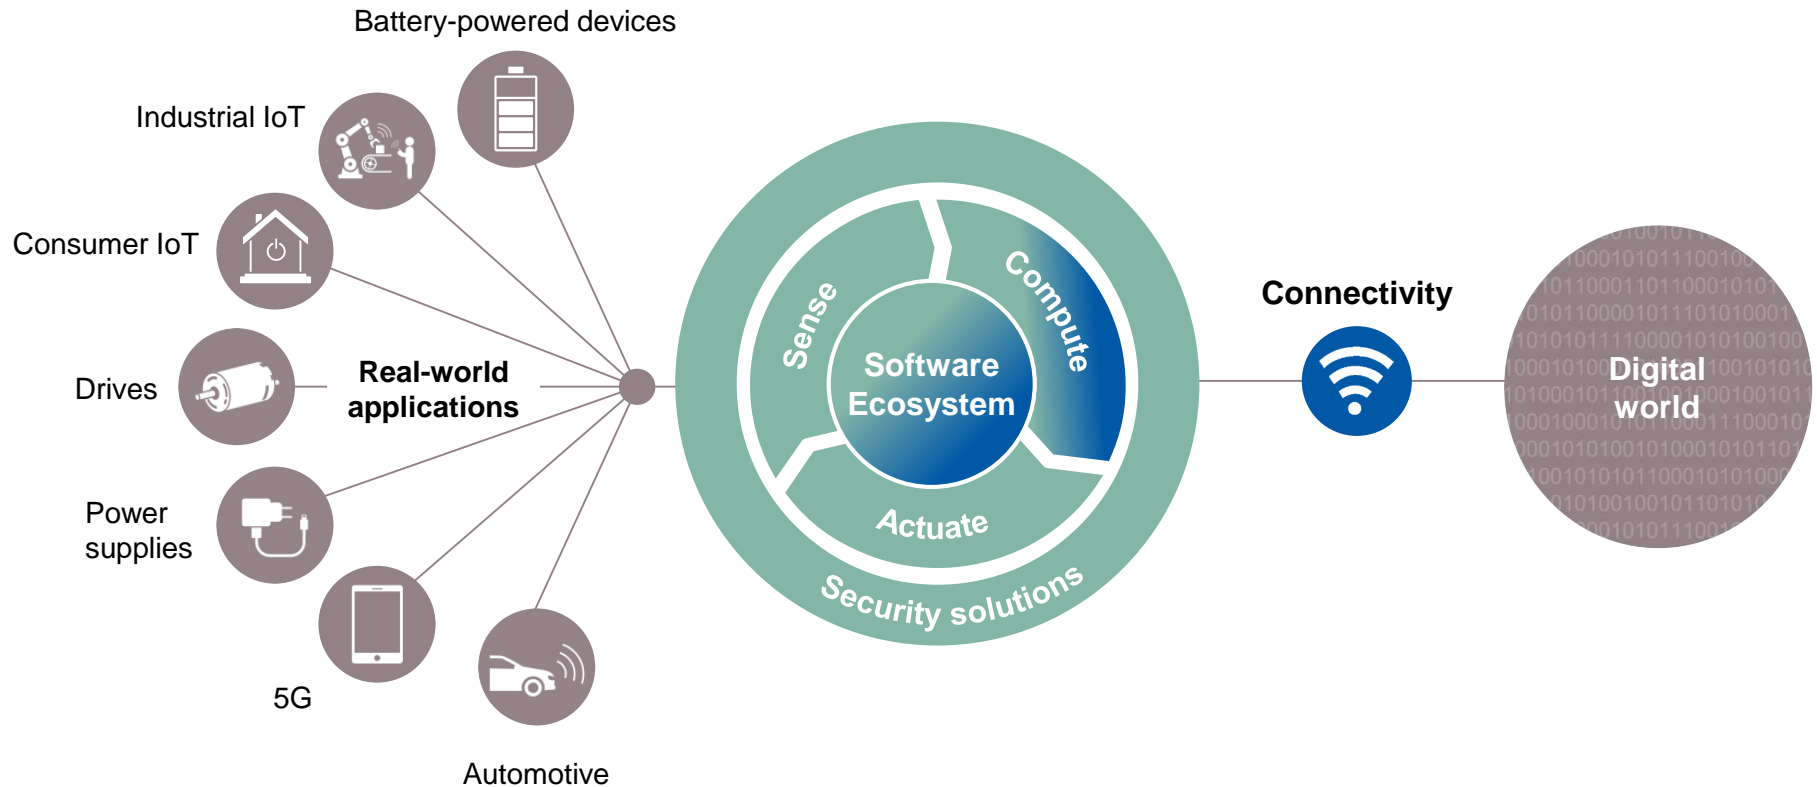 Battery-powered devices
Industrial IoT
Consumer IoT
Drives
Real-world
applications
Power
supplies
5G
Automotive
Sense
Compute
Actuate
Software
Ecosystem
Security solutions
Connectivity
Digital
world